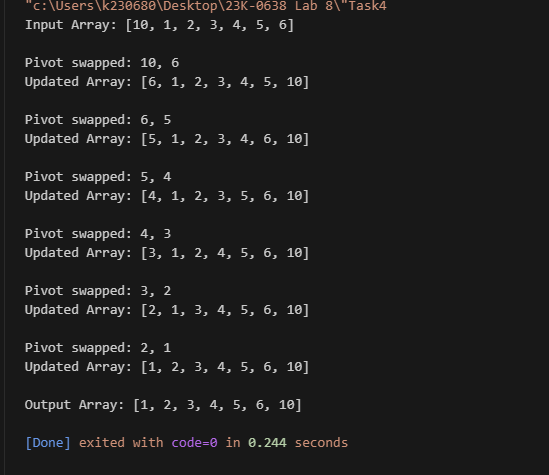 "c:\Users\k230680\Desktop\23K-0638 Lab 8\"Task4
Input Array: [10, 1, 2, 3, 4, 5, 6]
Pivot swapped: 10, 6
Updated Array: [6, 1, 2, 3, 4, 5, 10]
Pivot swapped: 6, 5
Updated Array: [5, 1, 2, 3, 4, 6, 10]
Pivot swapped: 5, 4
Updated Array: [4, 1, 2, 3, 5, 6, 10]
Pivot swapped: 4, 3
Updated Array: [3, 1, 2, 4, 5, 6, 10]
Pivot swapped: 3, 2
Updated Array: [2, 1, 3, 4, 5, 6, 10]
Pivot swapped: 2, 1
Updated Array: [1, 2, 3, 4, 5, 6, 10]
Output Array: [1, 2, 3, 4, 5, 6, 10]
[Done] exited with code=0 in 0.244 seconds